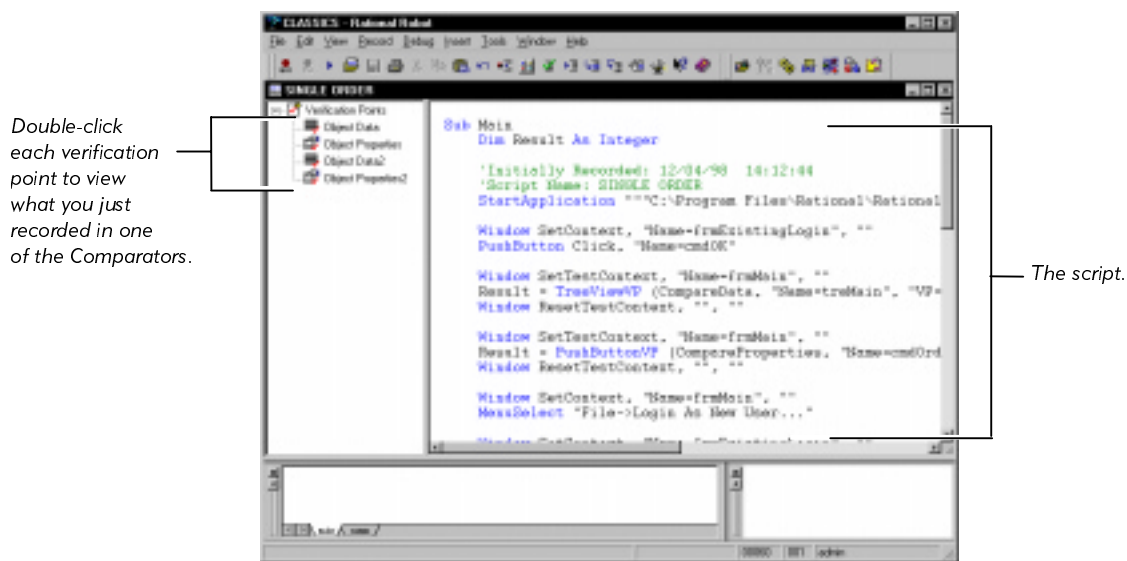 CLASSICS - Rational Robot
File Edit View Record Debug Insert Tools Window Help
SINGLE ORDER
Double-click
each verification
point to view
what you just
recorded in one
of the Comparators.
Verification Points
Object Data
Object Properties
Object Data2
Object Properties2
Sub Main
Dim Result As Integer
'Initially Recorded: 12/04/98 14:12:44
'Script Name: SINGLE ORDER
StartApplication """C:\Program Files\Rational\Rational
Window SetContext, "Name=frmExistingLogin", ""
PushButton Click, "Name=cmdOK"
Window SetTestContext, "Name=frmMain", ""
Result = TreeViewVP (CompareData, "Name=treMain", "VP=
Window ResetTestContext, "", ""
Window SetTestContext, "Name=frmMain", ""
Result = PushButtonVP (CompareProperties, "Name=cmdOrd
Window ResetTestContext, "", ""
Window SetContext, "Name=frmMain", ""
MenuSelect "File->Login As New User..."
Window SetContext, "Name=frmExistingLogin", ""
The script.
admin